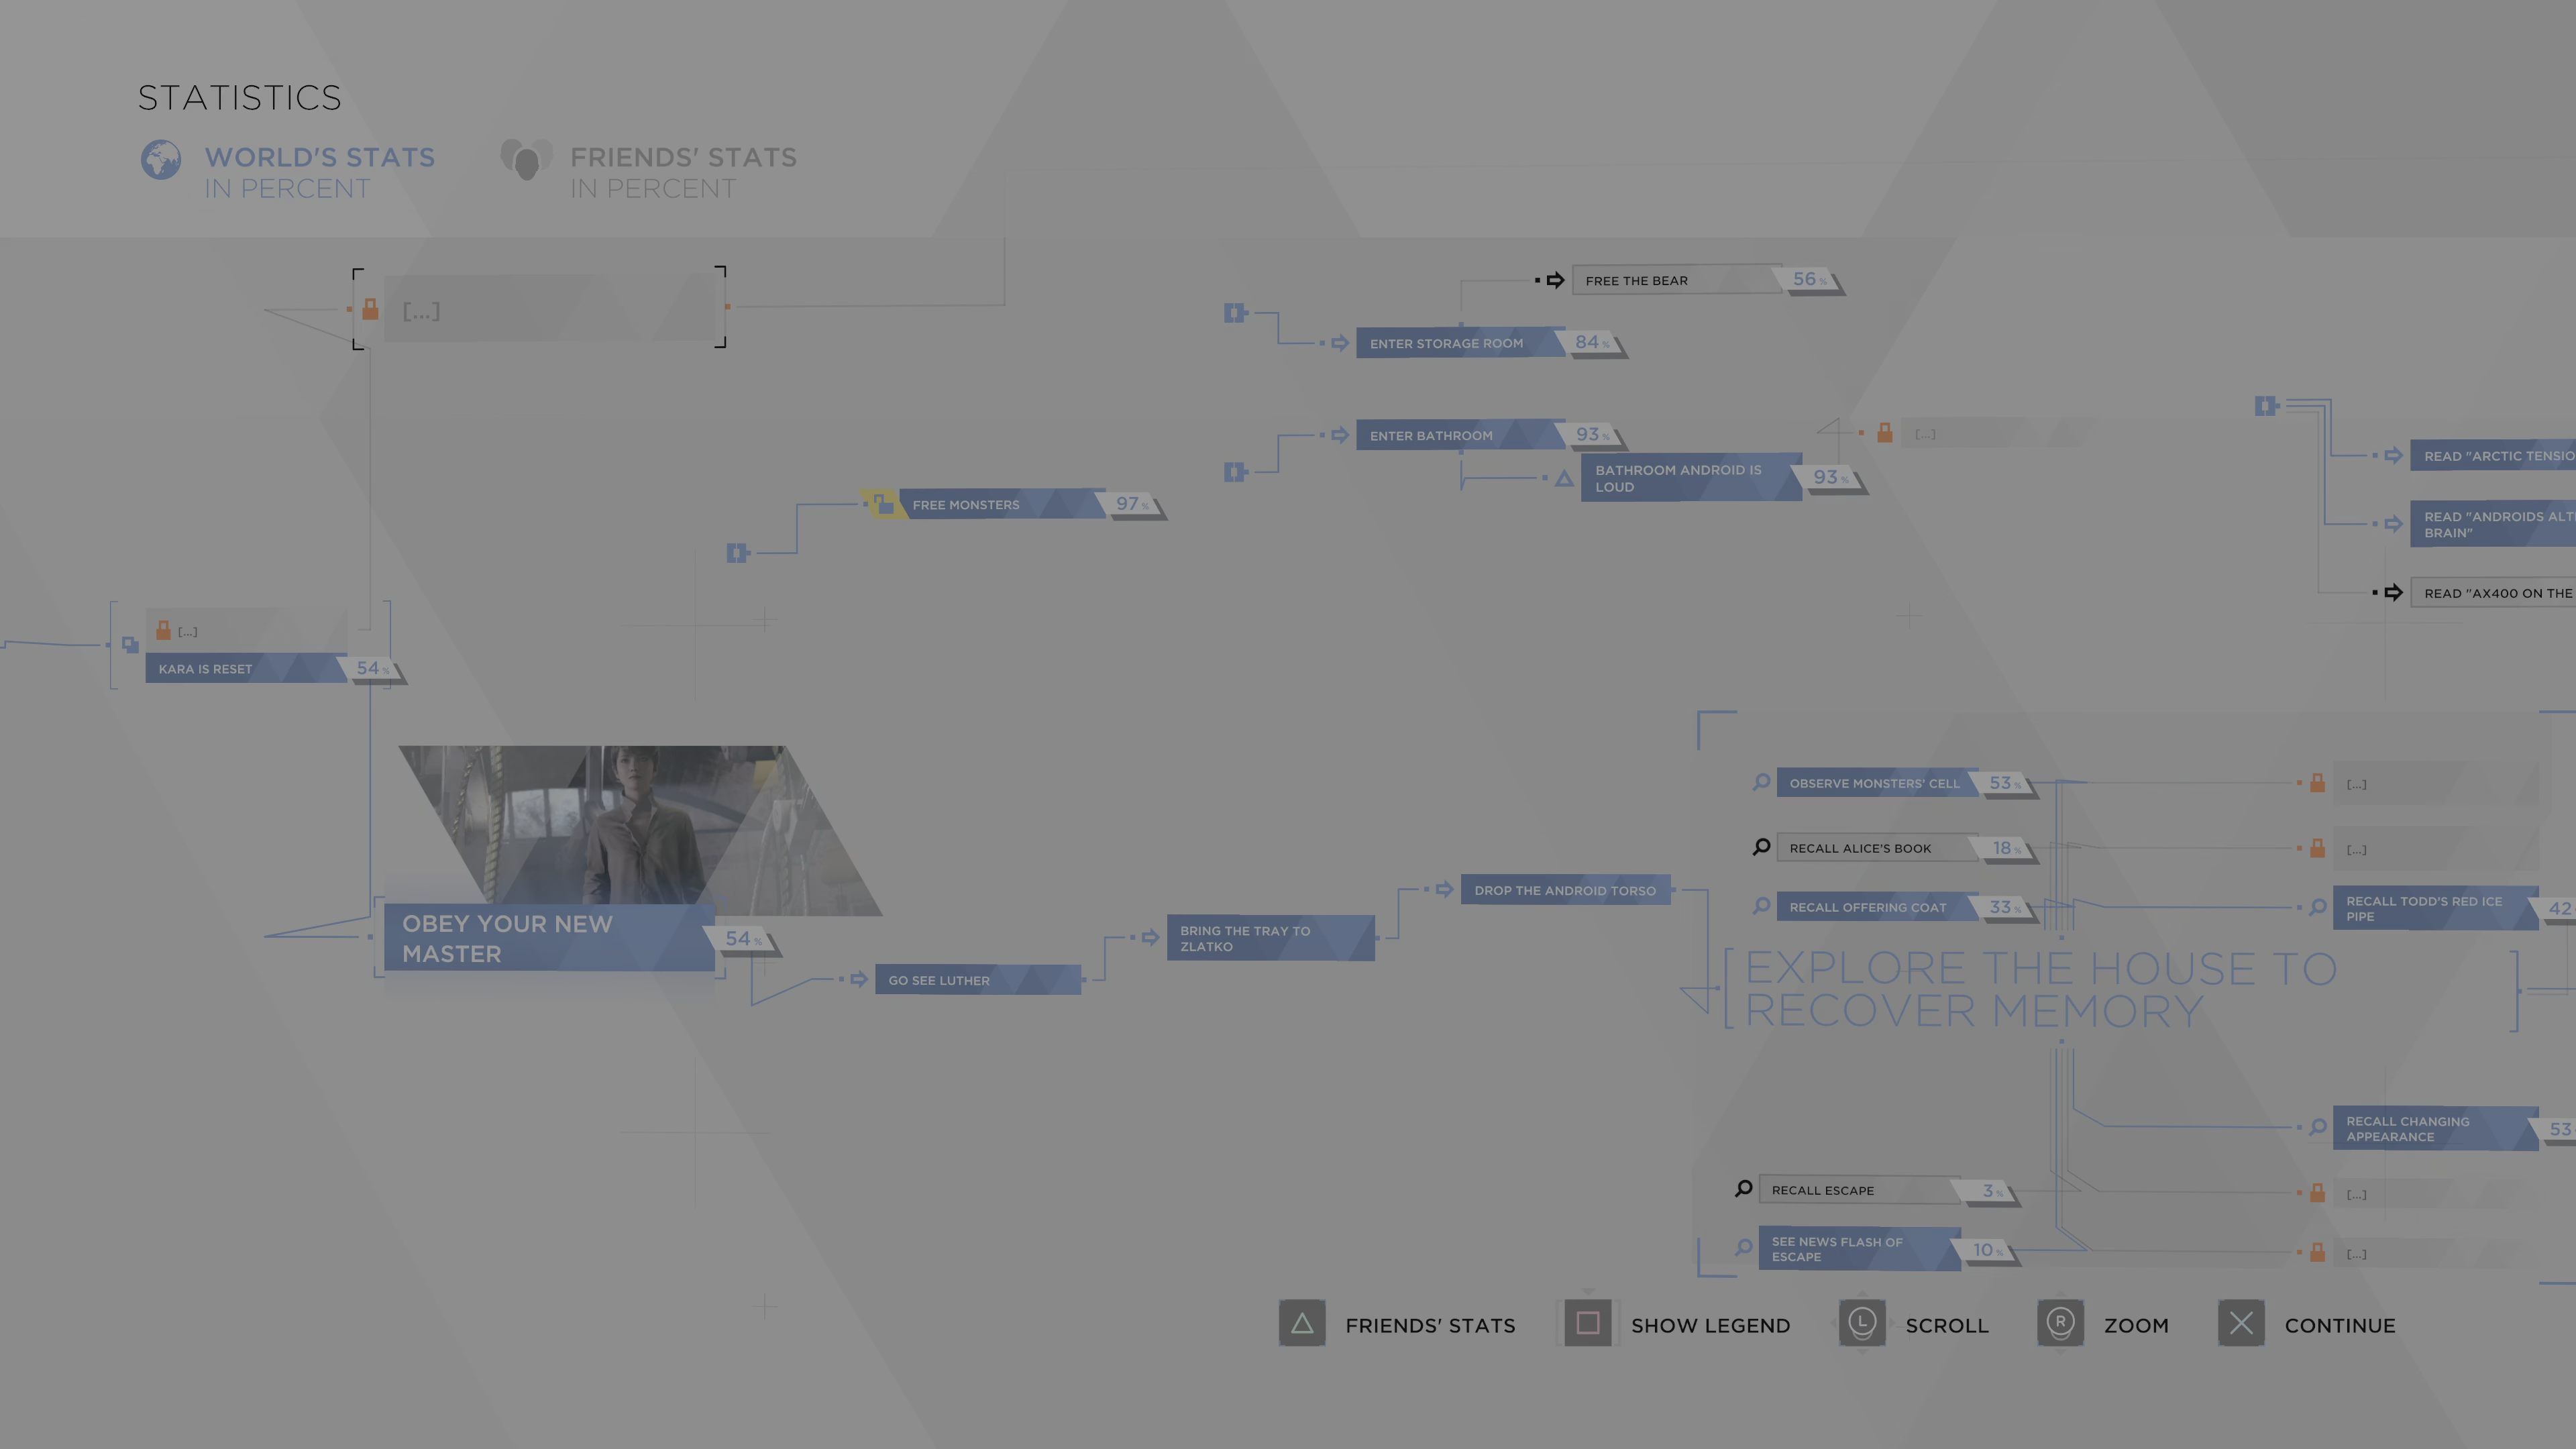 STATISTICS
WORLD'S STATS
IN PERCENT
FRIENDS' STATS
IN PERCENT
[...]
FREE THE BEAR
56 %
ENTER STORAGE ROOM
84 %
ENTER BATHROOM
93 %
[...]
BATHROOM ANDROID IS
LOUD
93 %
READ "ARCTIC TENSIO
FREE MONSTERS
97 %
READ "ANDROIDS ALT
BRAIN"
READ "AX400 ON THE
[...]
KARA IS RESET
54 %
OBSERVE MONSTERS' CELL
53 %
[...]
RECALL ALICE'S BOOK
18 %
[...]
RECALL OFFERING COAT
33 %
RECALL TODD'S RED ICE
PIPE
42
OBEY YOUR NEW
MASTER
54 %
GO SEE LUTHER
BRING THE TRAY TO
ZLATKO
DROP THE ANDROID TORSO
EXPLORE THE HOUSE TO
RECOVER MEMORY
RECALL CHANGING
APPEARANCE
53
RECALL ESCAPE
3 %
[...]
SEE NEWS FLASH OF
ESCAPE
10 %
[...]
FRIENDS' STATS
SHOW LEGEND
L
SCROLL
R
ZOOM
CONTINUE